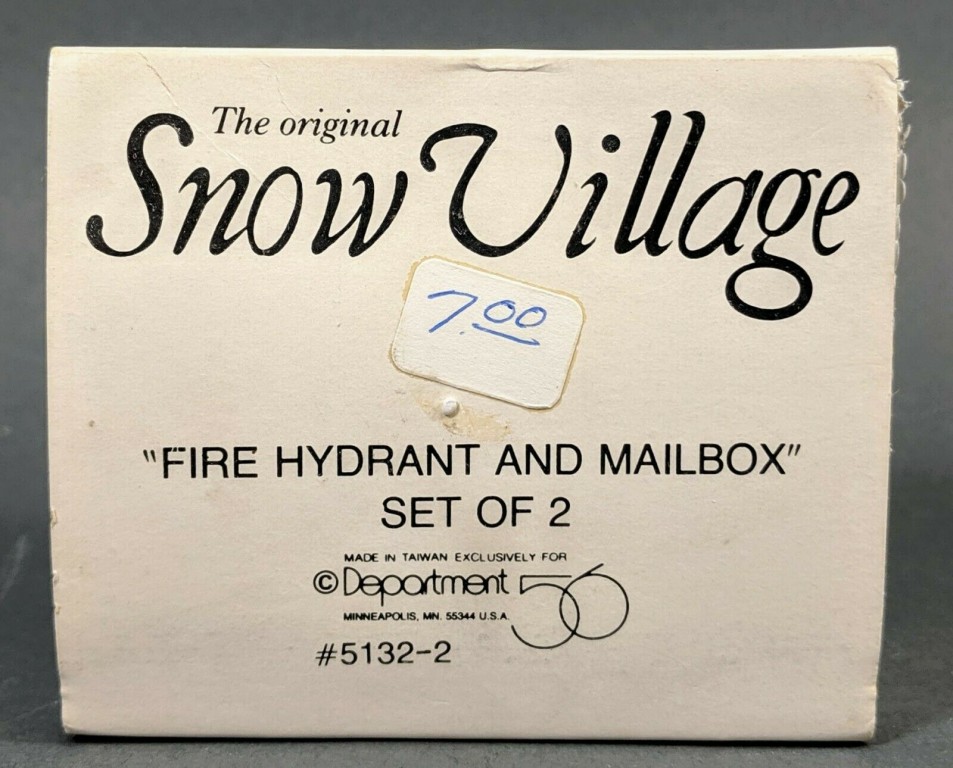 The original
Snow Village
7.00
"FIRE HYDRANT AND MAILBOX"
SET OF 2
MADE IN TAIWAN EXCLUSIVELY FOR
© Department 56
MINNEAPOLIS, MN. 55344 U.S.A.
#5132-2